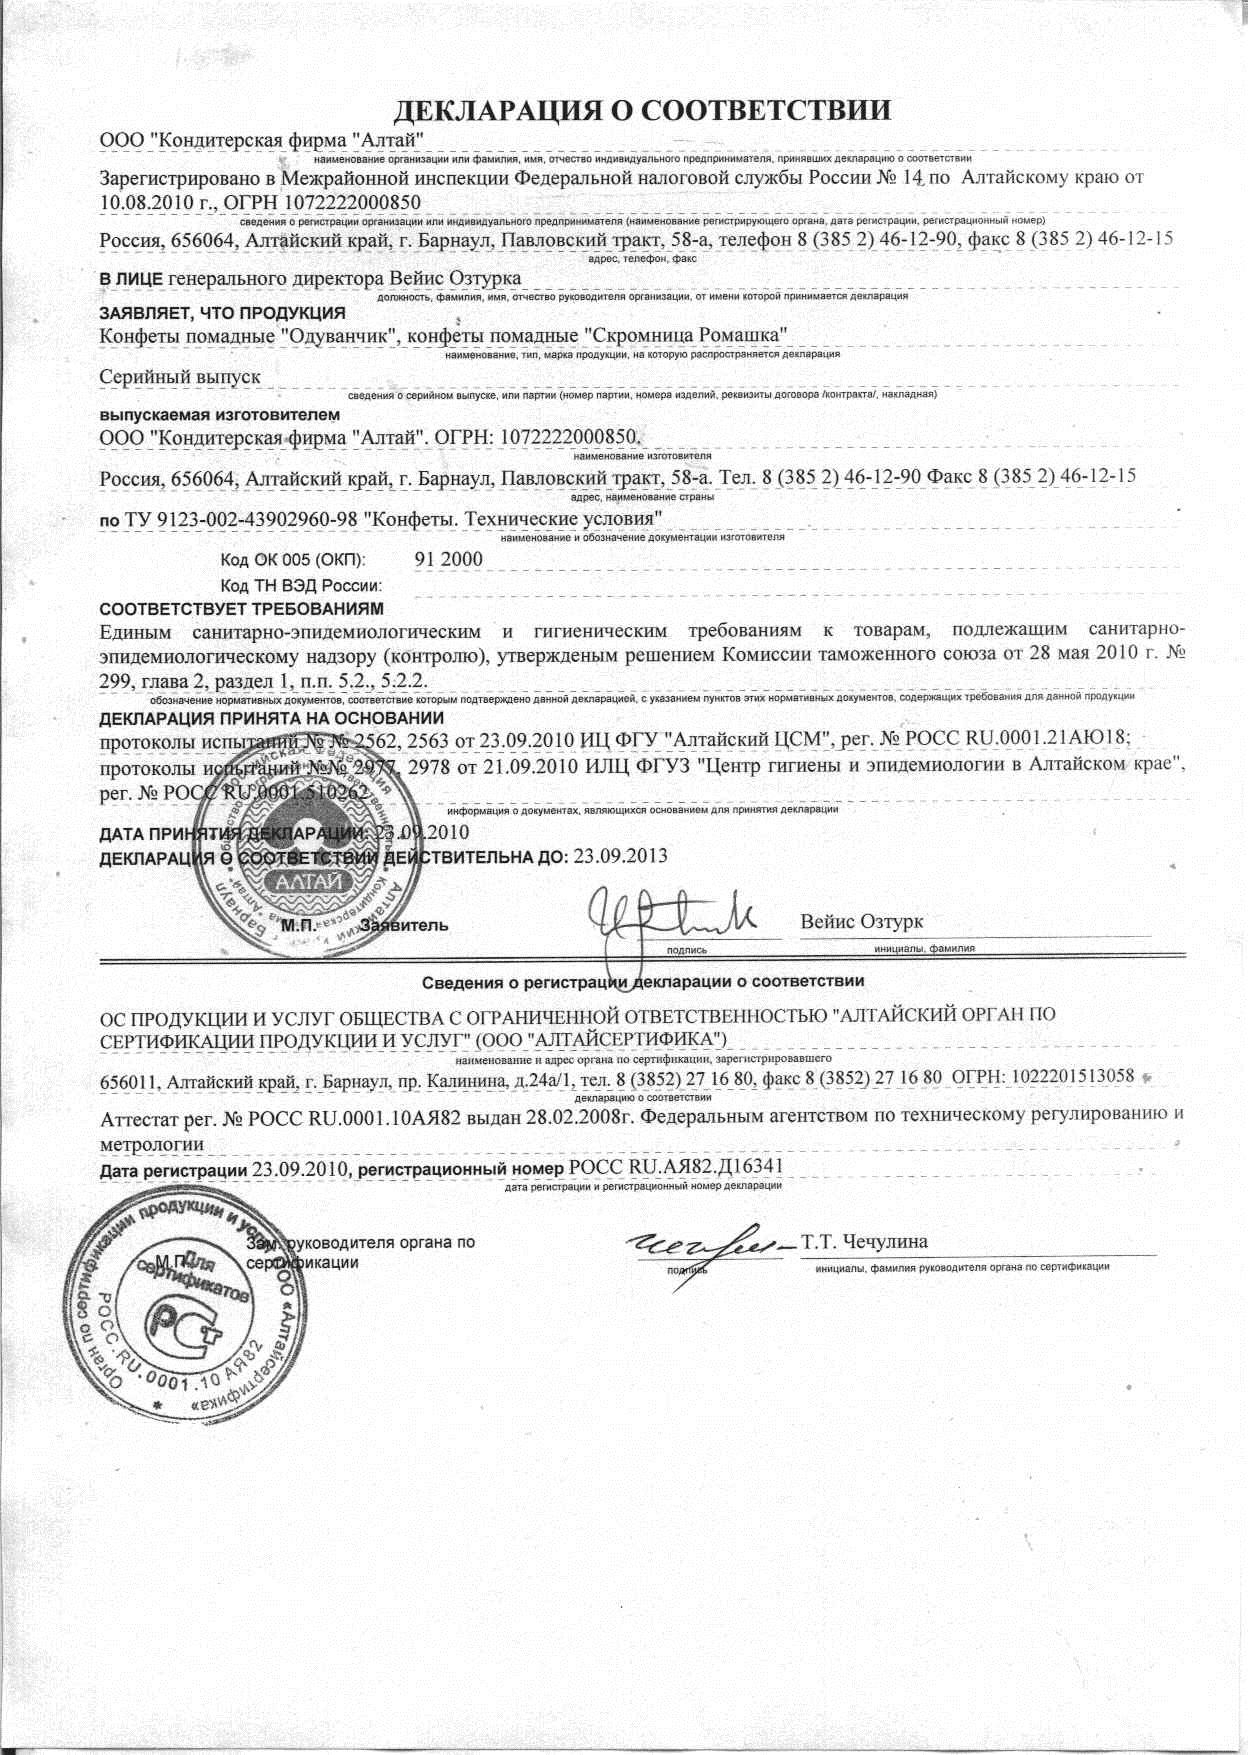 ДЕКЛАРАЦИЯ О СООТВЕТСТВИИ
ООО "Кондитерская фирма "Алтай"
наименование организации или фамилия, имя, отчество индивидуального предпринимателя, принявших декларацию о соответствии
Зарегистрировано в Межрайонной инспекции Федеральной налоговой службы России № 14 по Алтайскому краю от
10.08.2010 г., ОГРН 1072222000850
сведения о регистрации организации или индивидуального предпринимателя (наименование регистрирующего органа, дата регистрации, регистрационный номер)
Россия, 656064, Алтайский край, г. Барнаул, Павловский тракт, 58-а, телефон 8 (385 2) 46-12-90, факс 8 (385 2) 46-12-15
адрес, телефон, факс
В ЛИЦЕ генерального директора Вейис Озтурка
должность, фамилия, имя, отчество руководителя организации, от имени которой принимается декларация
ЗАЯВЛЯЕТ, ЧТО ПРОДУКЦИЯ
Конфеты помадные "Одуванчик", конфеты помадные "Скромница Ромашка"
наименование, тип, марка продукции, на которую распространяется декларация
Серийный выпуск
сведения о серийном выпуске, или партии (номер партии, номера изделий, реквизиты договора /контракта/, накладная)
выпускаемая изготовителем
ООО "Кондитерская фирма "Алтай". ОГРН: 1072222000850.
наименование изготовителя
Россия, 656064, Алтайский край, г. Барнаул, Павловский тракт, 58-а. Тел. 8 (385 2) 46-12-90 Факс 8 (385 2) 46-12-15
адрес, наименование страны
по ТУ 9123-002-43902960-98 "Конфеты. Технические условия"
наименование и обозначение документации изготовителя
Код ОК 005 (ОКП): 91 2000
Код ТН ВЭД России:
СООТВЕТСТВУЕТ ТРЕБОВАНИЯМ
Единым санитарно-эпидемиологическим и гигиеническим требованиям к товарам, подлежащим санитарно-
эпидемиологическому надзору (контролю), утвержденым решением Комиссии таможенного союза от 28 мая 2010 г. №
299, глава 2, раздел 1, п.п. 5.2., 5.2.2.
обозначение нормативных документов, соответствие которым подтверждено данной декларацией, с указанием пунктов этих нормативных документов, содержащих требования для данной продукции
ДЕКЛАРАЦИЯ ПРИНЯТА НА ОСНОВАНИИ
протоколы испытаний № № 2562, 2563 от 23.09.2010 ИЦ ФГУ "Алтайский ЦСМ", рег. № РОСС RU.0001.21АЮ18;
протоколы испытаний №№ 2977, 2978 от 21.09.2010 ИЛЦ ФГУЗ "Центр гигиены и эпидемиологии в Алтайском крае",
рег. № РОСС RU.0001.510262
информация о документах, являющихся основанием для принятия декларации
ДАТА ПРИНЯТИЯ ДЕКЛАРАЦИИ: 23.09.2010
ДЕКЛАРАЦИЯ О СООТВЕТСТВИИ ДЕЙСТВИТЕЛЬНА ДО: 23.09.2013
АЛТАЙ
М.П. Заявитель Вейис Озтурк
подпись инициалы, фамилия
Сведения о регистрации декларации о соответствии
ОС ПРОДУКЦИИ И УСЛУГ ОБЩЕСТВА С ОГРАНИЧЕННОЙ ОТВЕТСТВЕННОСТЬЮ "АЛТАЙСКИЙ ОРГАН ПО
СЕРТИФИКАЦИИ ПРОДУКЦИИ И УСЛУГ" (ООО "АЛТАЙСЕРТИФИКА")
наименование и адрес органа по сертификации, зарегистрировавшего
656011, Алтайский край, г. Барнаул, пр. Калинина, д.24а/1, тел. 8 (3852) 27 16 80, факс 8 (3852) 27 16 80 ОГРН: 1022201513058
декларацию о соответствии
Аттестат рег. № РОСС RU.0001.10АЯ82 выдан 28.02.2008г. Федеральным агентством по техническому регулированию и
метрологии
Дата регистрации 23.09.2010, регистрационный номер РОСС RU.АЯ82.Д16341
дата регистрации и регистрационный номер декларации
М.П. Зам. руководителя органа по
сертификации
Т.Т. Чечулина
подпись инициалы, фамилия руководителя органа по сертификации
Орган по сертификации продукции и услуг ООО «Алтайсертифика»
Для
сертификатов
РОСС.RU.0001.10АЯ82